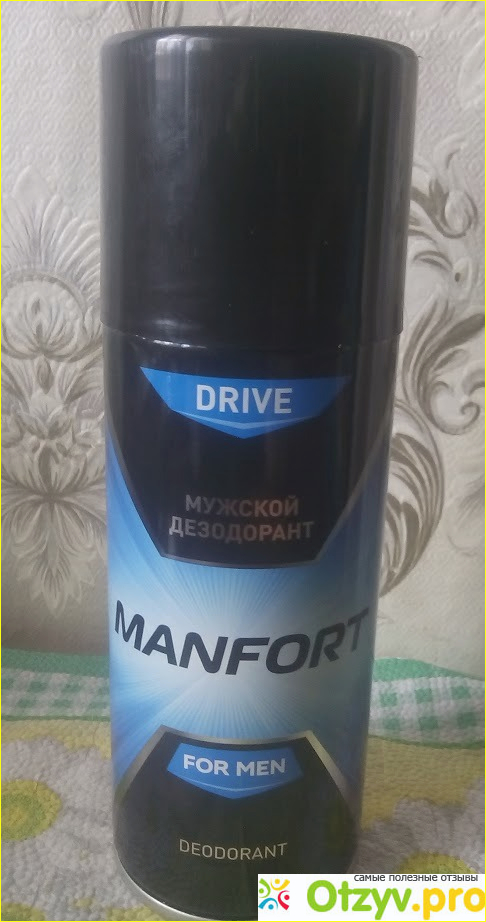 DRIVE
МУЖСКОЙ
ДЕЗОДОРАНТ
MANFORT
FOR MEN
DEODORANT
самые полезные отзывы
Otzyv.pro